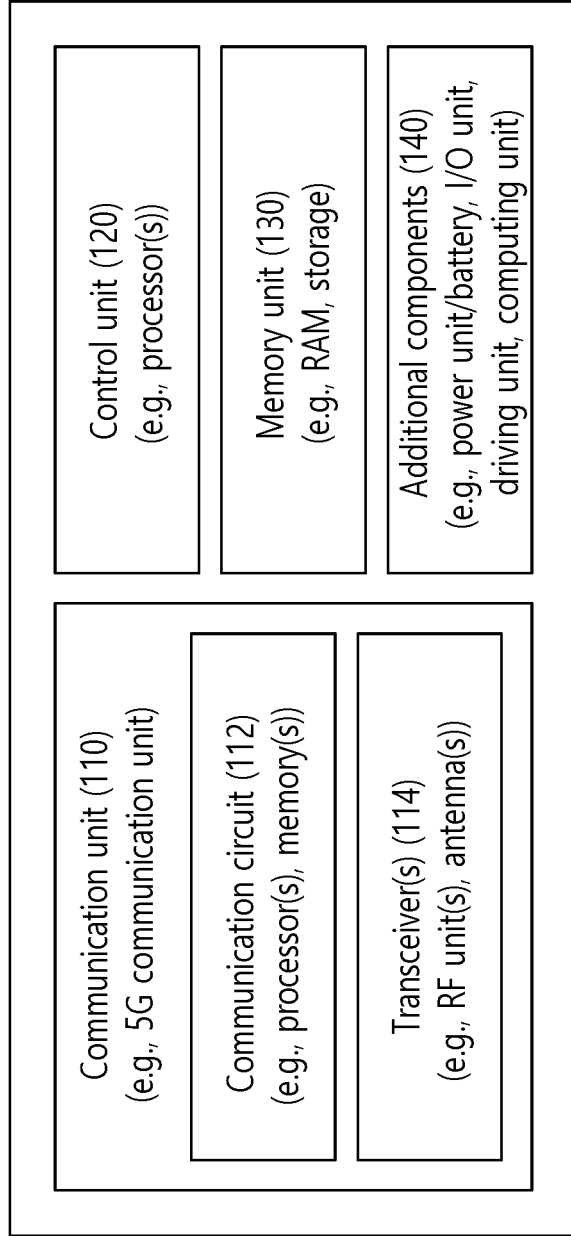 Communication unit (110)
(e.g., 5G communication unit)
Communication circuit (112)
(e.g., processor(s), memory(s))
Transceiver(s) (114)
(e.g., RF unit(s), antenna(s))
Control unit (120)
(e.g., processor(s))
Memory unit (130)
(e.g., RAM, storage)
Additional components (140)
(e.g., power unit/battery, I/O unit,
driving unit, computing unit)